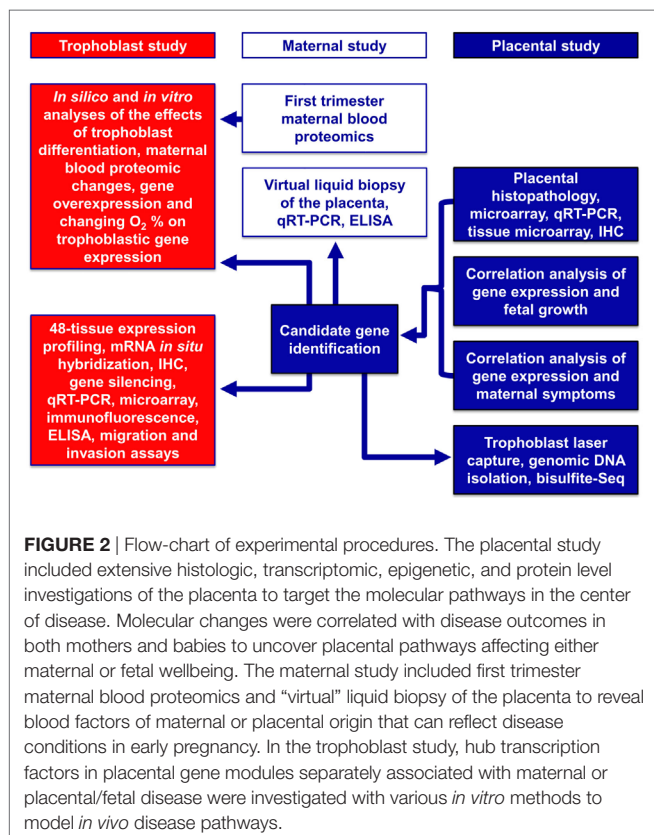 Trophoblast study
Maternal study
Placental study
In silico and in vitro
analyses of the effects
of trophoblast
differentiation, maternal
blood proteomic
changes, gene
overexpression and
changing O2 % on
trophoblastic gene
expression
First trimester
maternal blood
proteomics
Virtual liquid biopsy
of the placenta,
qRT-PCR, ELISA
Placental
histopathology,
microarray, qRT-PCR,
tissue microarray, IHC
Correlation analysis of
gene expression and
fetal growth
Candidate gene
identification
48-tissue expression
profiling, mRNA in situ
hybridization, IHC,
gene silencing,
qRT-PCR, microarray,
immunofluorescence,
ELISA, migration and
invasion assays
Correlation analysis of
gene expression and
maternal symptoms
Trophoblast laser
capture, genomic DNA
isolation, bisulfite-Seq
FIGURE 2 | Flow-chart of experimental procedures. The placental study
included extensive histologic, transcriptomic, epigenetic, and protein level
investigations of the placenta to target the molecular pathways in the center
of disease. Molecular changes were correlated with disease outcomes in
both mothers and babies to uncover placental pathways affecting either
maternal or fetal wellbeing. The maternal study included first trimester
maternal blood proteomics and “virtual” liquid biopsy of the placenta to reveal
blood factors of maternal or placental origin that can reflect disease
conditions in early pregnancy. In the trophoblast study, hub transcription
factors in placental gene modules separately associated with maternal or
placental/fetal disease were investigated with various in vitro methods to
model in vivo disease pathways.